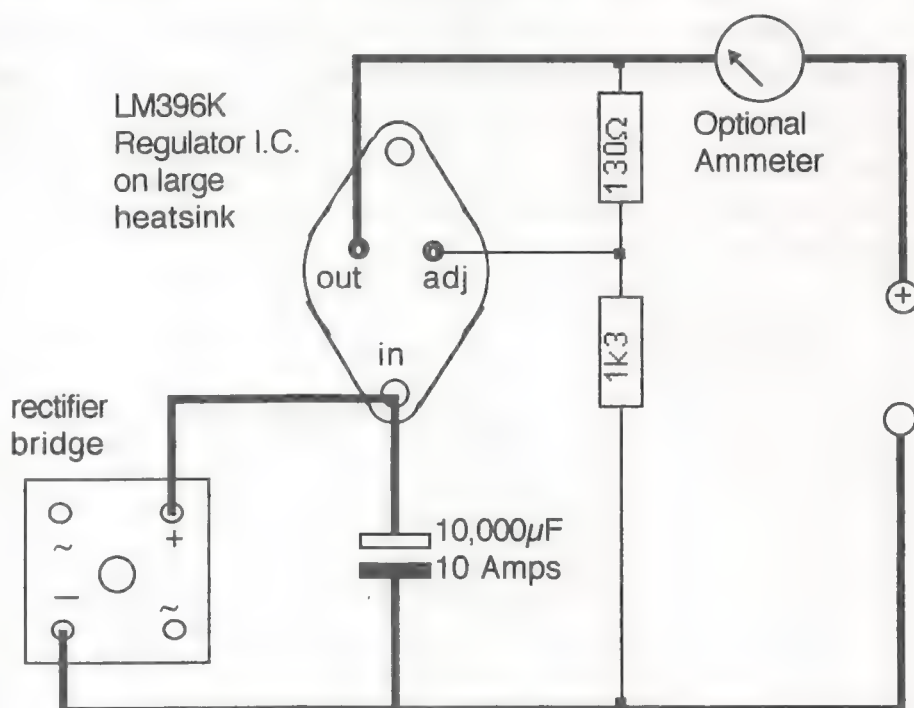 LM396K
Regulator I.C.
on large
heatsink
130Ω
Optional
Ammeter
out
adj
in
1k3
+
rectifier
bridge
~
+
10,000µF
10 Amps
—
~